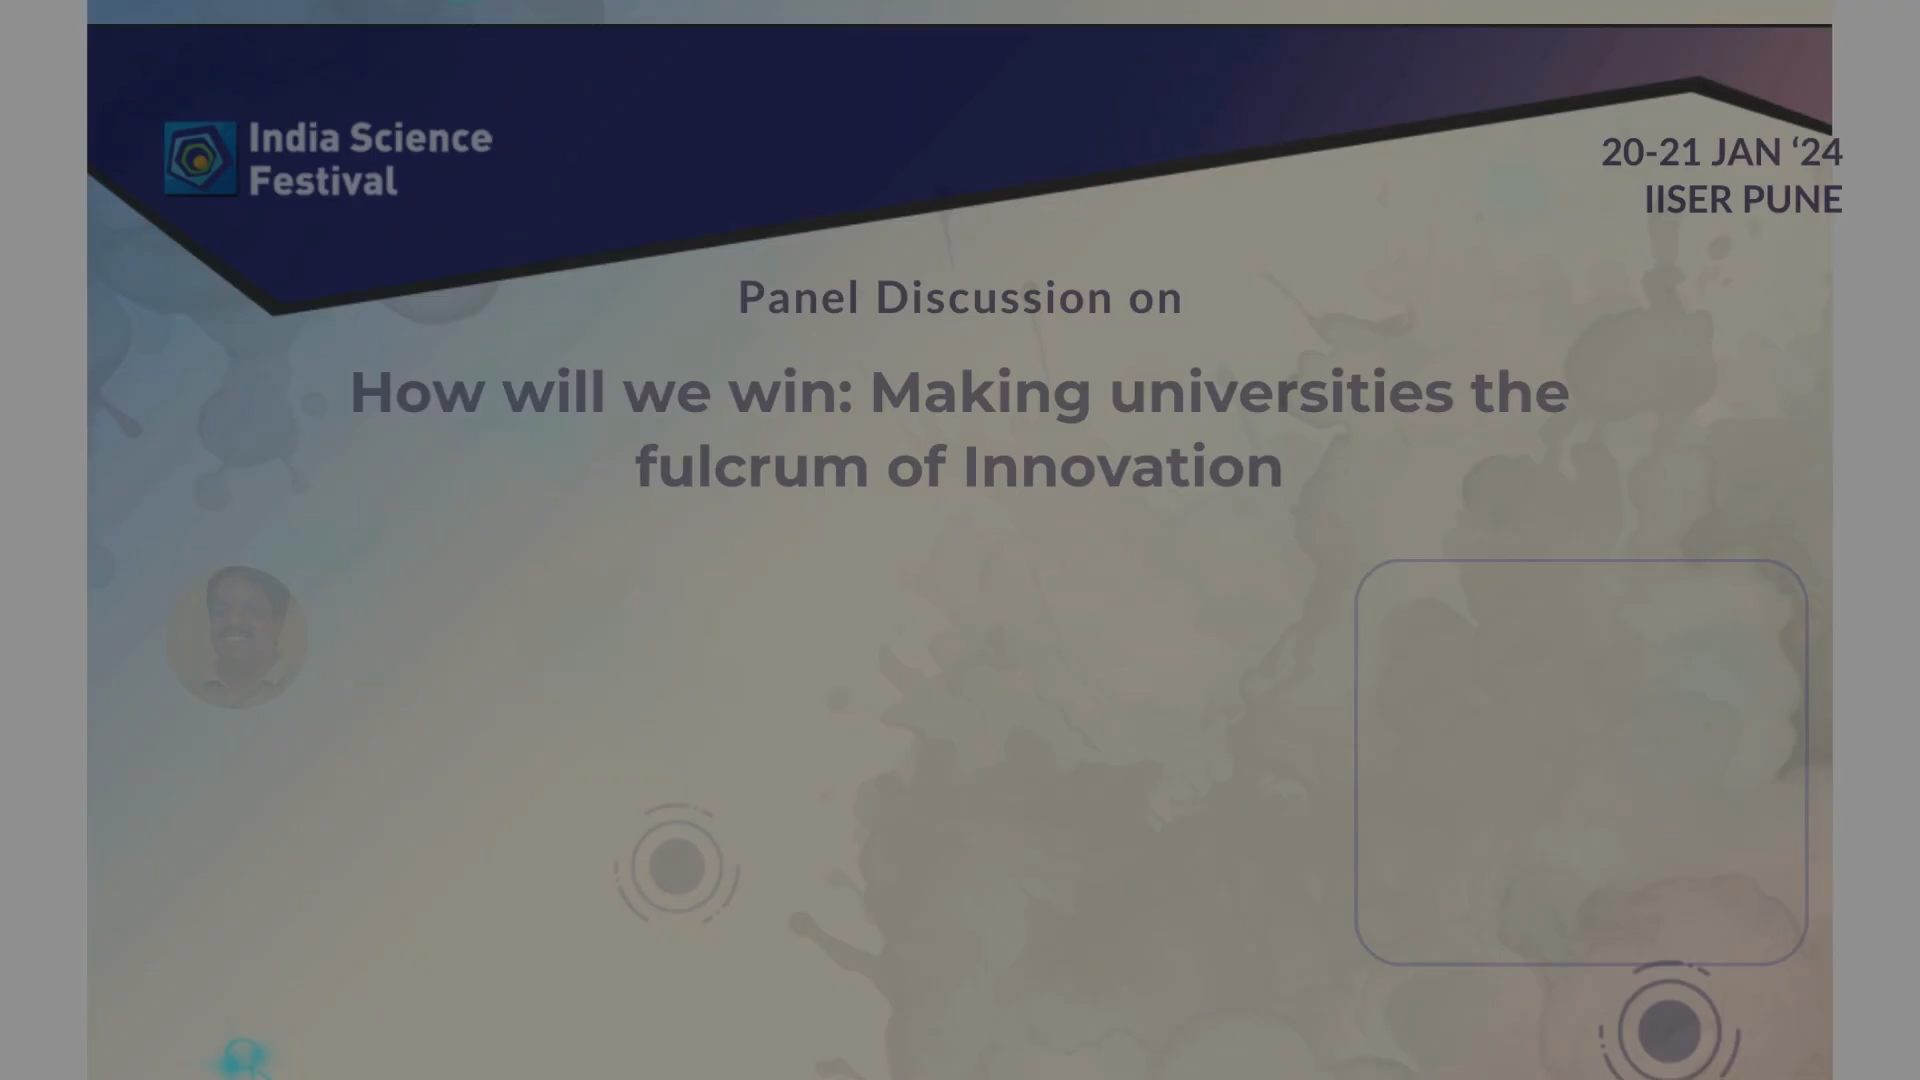 India Science
Festival
20-21 JAN ‘24
IISER PUNE
Panel Discussion on
How will we win: Making universities the
fulcrum of Innovation